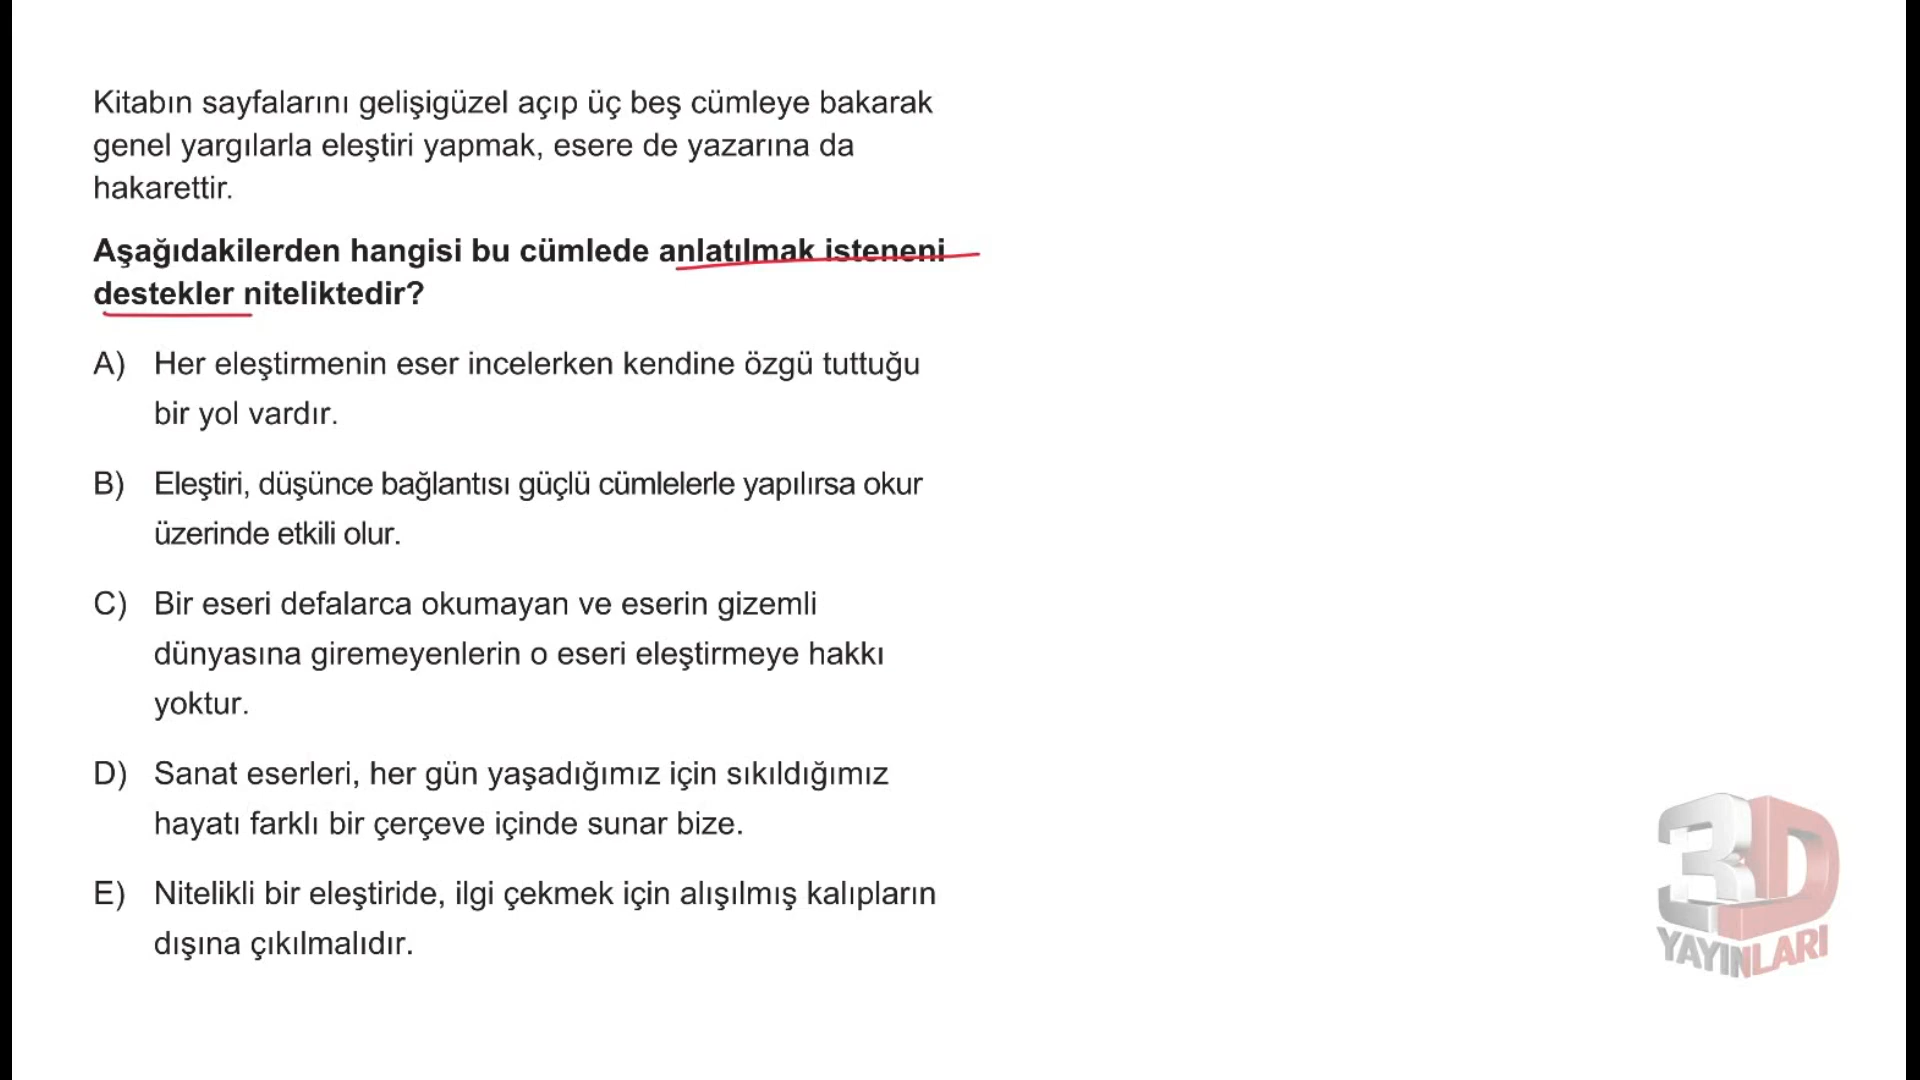 Kitabın sayfalarını gelişigüzel açıp üç beş cümleye bakarak
genel yargılarla eleştiri yapmak, esere de yazarına da
hakarettir.
Aşağıdakilerden hangisi bu cümlede anlatılmak isteneni
destekler niteliktedir?
A) Her eleştirmenin eser incelerken kendine özgü tuttuğu
bir yol vardır.
B) Eleştiri, düşünce bağlantısı güçlü cümlelerle yapılırsa okur
üzerinde etkili olur.
C) Bir eseri defalarca okumayan ve eserin gizemli
dünyasına giremeyenlerin o eseri eleştirmeye hakkı
yoktur.
D) Sanat eserleri, her gün yaşadığımız için sıkıldığımız
hayatı farklı bir çerçeve içinde sunar bize.
E) Nitelikli bir eleştiride, ilgi çekmek için alışılmış kalıpların
dışına çıkılmalıdır.
3D
YAYINLARI